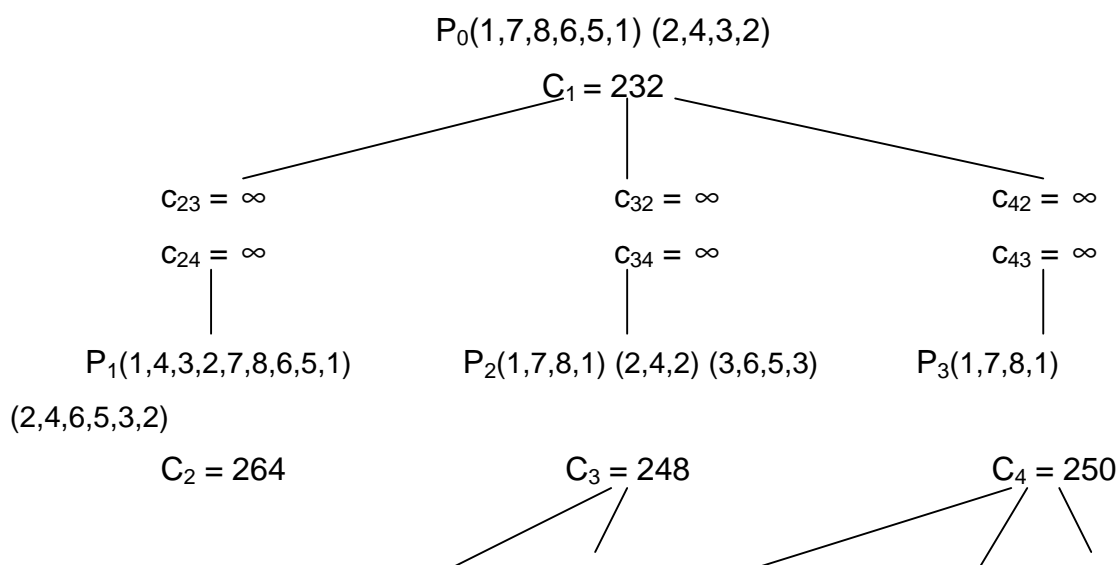 P₀(1,7,8,6,5,1) (2,4,3,2)
C₁ = 232
c₂₃ = ∞ c₃₂ = ∞ c₄₂ = ∞
c₂₄ = ∞ c₃₄ = ∞ c₄₃ = ∞
P₁(1,4,3,2,7,8,6,5,1) P₂(1,7,8,1) (2,4,2) (3,6,5,3) P₃(1,7,8,1)
(2,4,6,5,3,2)
C₂ = 264 C₃ = 248 C₄ = 250